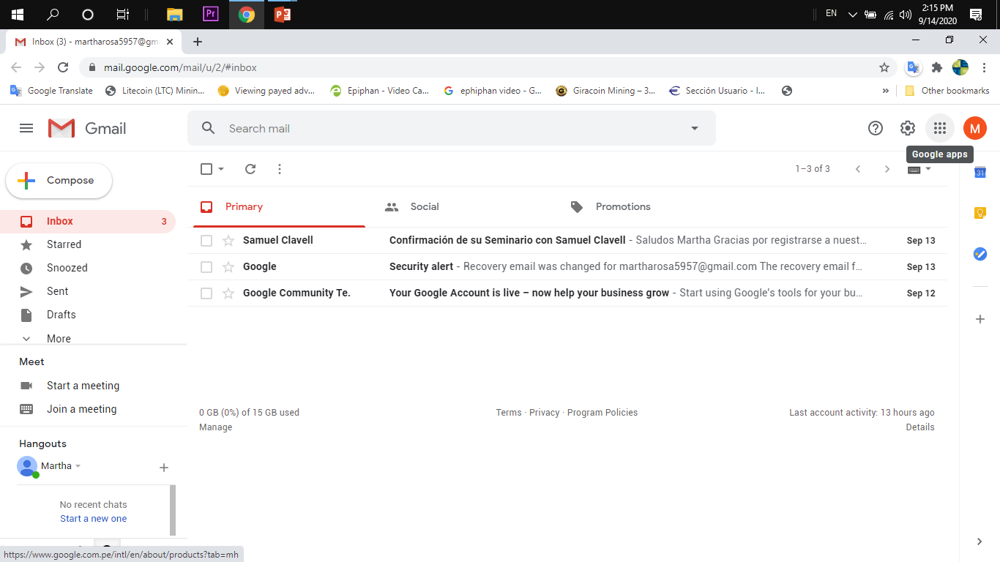 EN
2:15 PM
9/14/2020
Pr
Inbox (3) - martharosa5957@gm
mail.google.com/mail/u/2/#inbox
Google Translate
Litecoin (LTC) Minin...
Viewing payed adv...
Epiphan - Video Ca...
ephiphan video - G...
Giracoin Mining – 3...
Sección Usuario - I...
» Other bookmarks
Gmail
Search mail
M
Google apps
Compose
1–3 of 3
31
Primary
Social
Promotions
Inbox 3
Starred
Snoozed
Sent
Drafts
More
Samuel Clavell Confirmación de su Seminario con Samuel Clavell - Saludos Martha Gracias por registrarse a nuest... Sep 13
Google Security alert - Recovery email was changed for martharosa5957@gmail.com The recovery email f... Sep 13
Google Community Te. Your Google Account is live – now help your business grow - Start using Google's tools for your bu... Sep 12
Meet
Start a meeting
Join a meeting
0 GB (0%) of 15 GB used
Manage
Terms · Privacy · Program Policies
Last account activity: 13 hours ago
Details
Hangouts
Martha
No recent chats
Start a new one
https://www.google.com.pe/intl/en/about/products?tab=mh